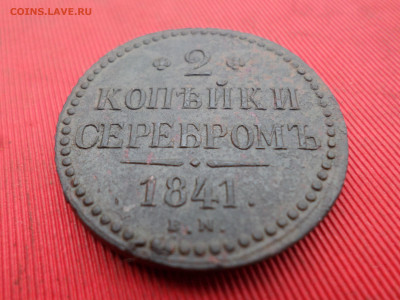 COINS.LAVE.RU
2
КОПѢЙКИ
СЕРЕБРОМЪ
1841.
Е.М.